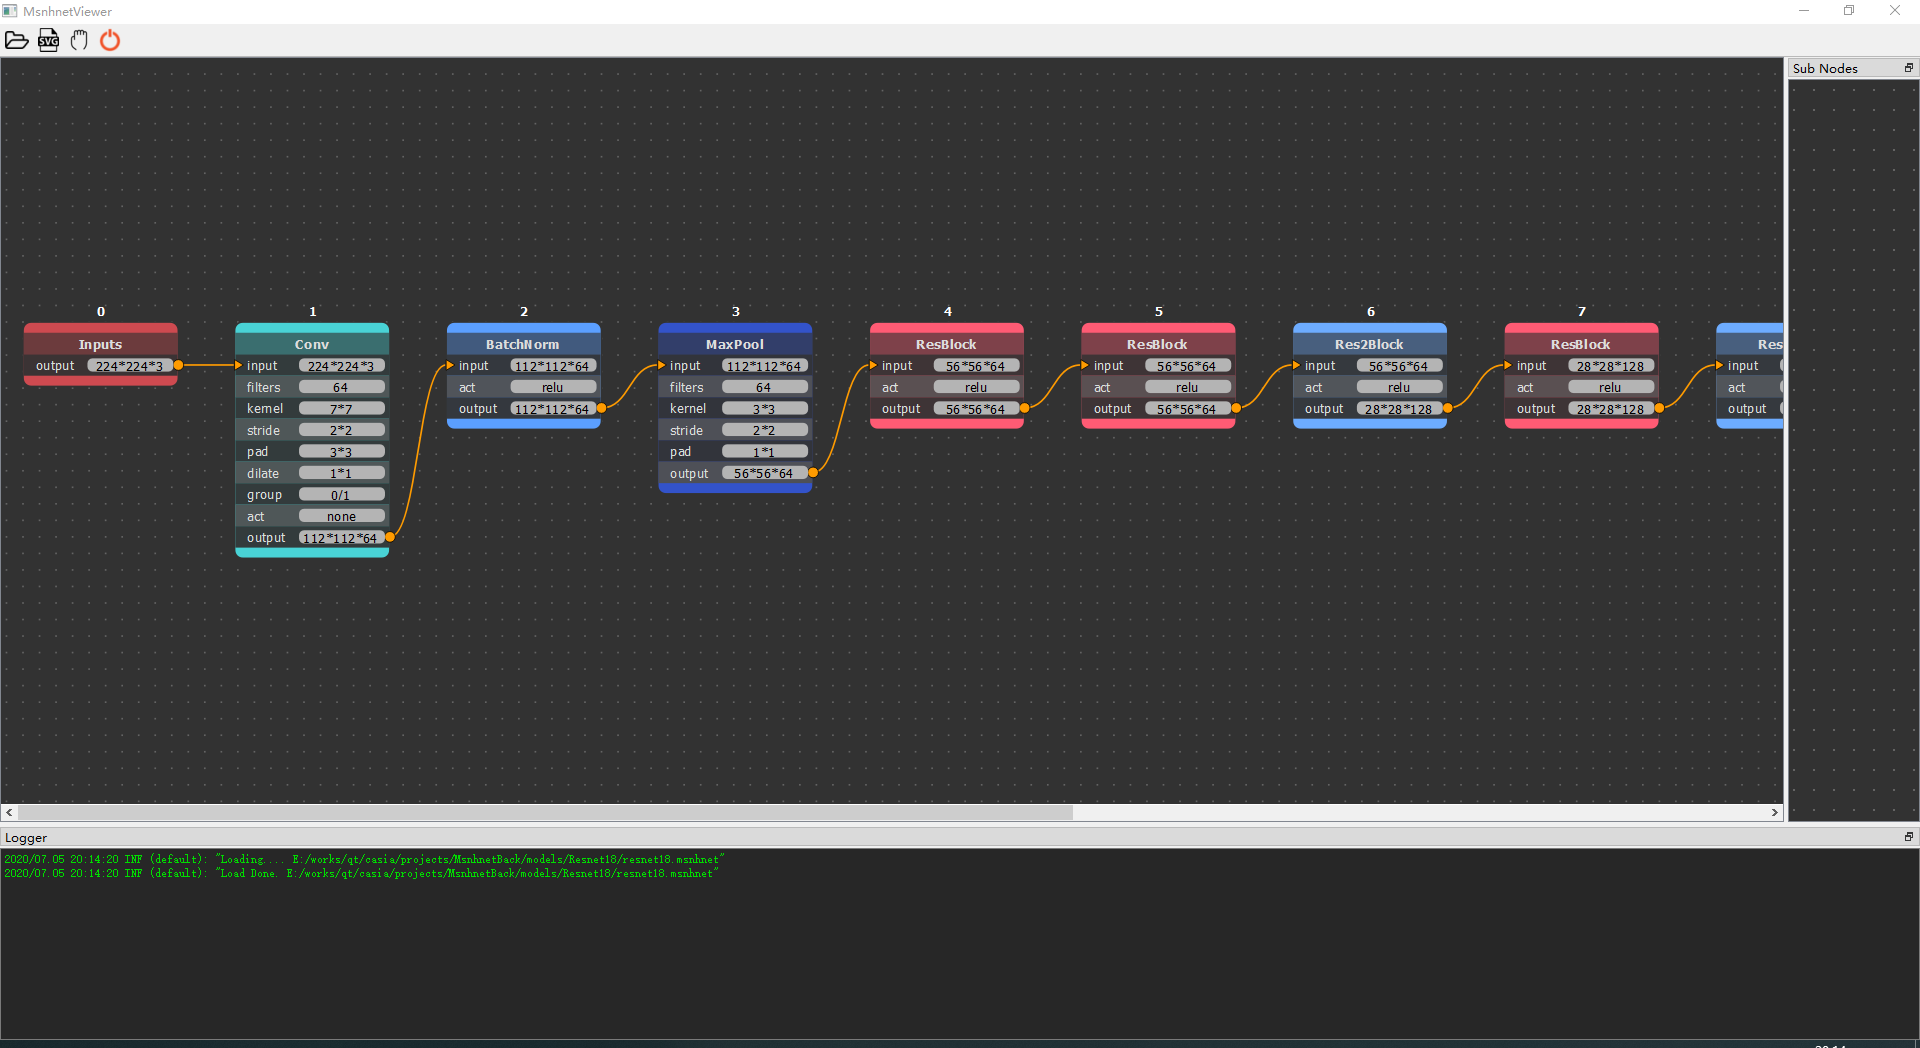 MsnhnetViewer
SVG
Sub Nodes
0 1 2 3 4 5 6 7
Inputs Conv BatchNorm MaxPool ResBlock ResBlock Res2Block ResBlock Res
output 224*224*3 input 224*224*3 input 112*112*64 input 112*112*64 input 56*56*64 input 56*56*64 input 56*56*64 input 28*28*128 input
filters 64 act relu filters 64 act relu act relu act relu act relu act
kernel 7*7 output 112*112*64 kernel 3*3 output 56*56*64 output 56*56*64 output 28*28*128 output 28*28*128 output
stride 2*2 stride 2*2
pad 3*3 pad 1*1
dilate 1*1 output 56*56*64
group 0/1
act none
output 112*112*64
Logger
2020/07.05 20:14:20 INF (default): "Loading.... E:/works/qt/casia/projects/MsnhnetBack/models/Resnet18/resnet18.msnhnet"
2020/07.05 20:14:20 INF (default): "Load Done. E:/works/qt/casia/projects/MsnhnetBack/models/Resnet18/resnet18.msnhnet"